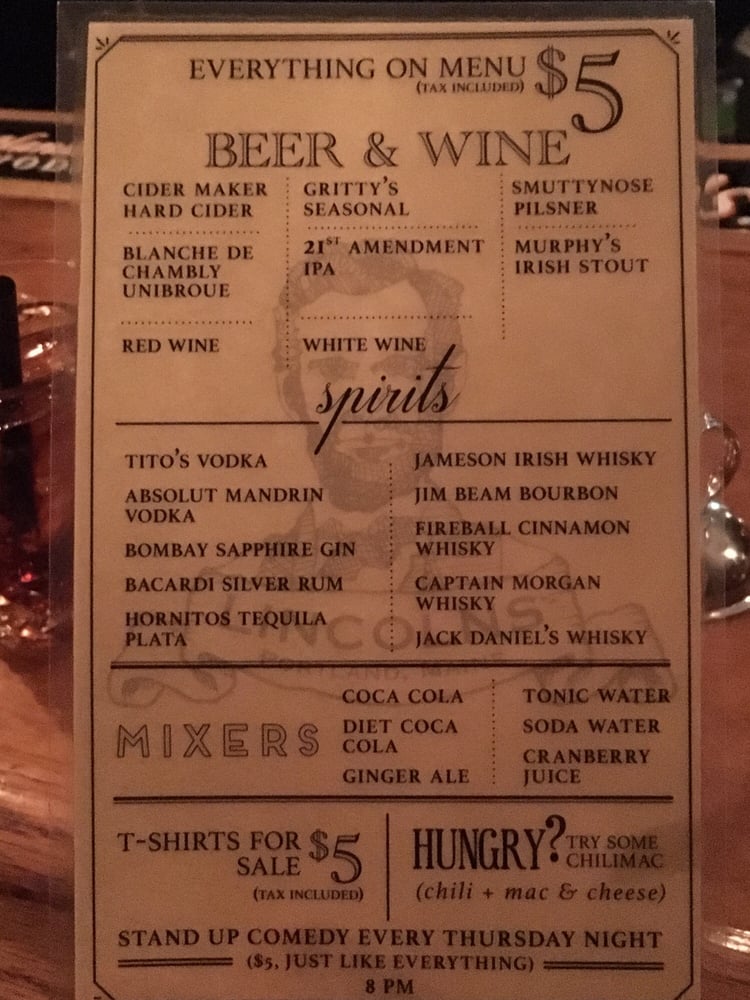 EVERYTHING ON MENU $5
(TAX INCLUDED)
BEER & WINE
CIDER MAKER
HARD CIDER
GRITTY'S
SEASONAL
SMUTTYNOSE
PILSNER
BLANCHE DE
CHAMBLY
UNIBROUE
21ST AMENDMENT
IPA
MURPHY'S
IRISH STOUT
RED WINE
WHITE WINE
spirits
TITO'S VODKA
ABSOLUT MANDRIN
VODKA
BOMBAY SAPPHIRE GIN
BACARDI SILVER RUM
HORNITOS TEQUILA
PLATA
JAMESON IRISH WHISKY
JIM BEAM BOURBON
FIREBALL CINNAMON
WHISKY
CAPTAIN MORGAN
WHISKY
JACK DANIEL'S WHISKY
LINCOLNS
PORTLAND,
MIXERS
COCA COLA
DIET COCA
COLA
GINGER ALE
TONIC WATER
SODA WATER
CRANBERRY
JUICE
T-SHIRTS FOR
SALE $5
(TAX INCLUDED)
HUNGRY? TRY SOME
CHILIMAC
(chili + mac & cheese)
STAND UP COMEDY EVERY THURSDAY NIGHT
($5, JUST LIKE EVERYTHING)
8 PM